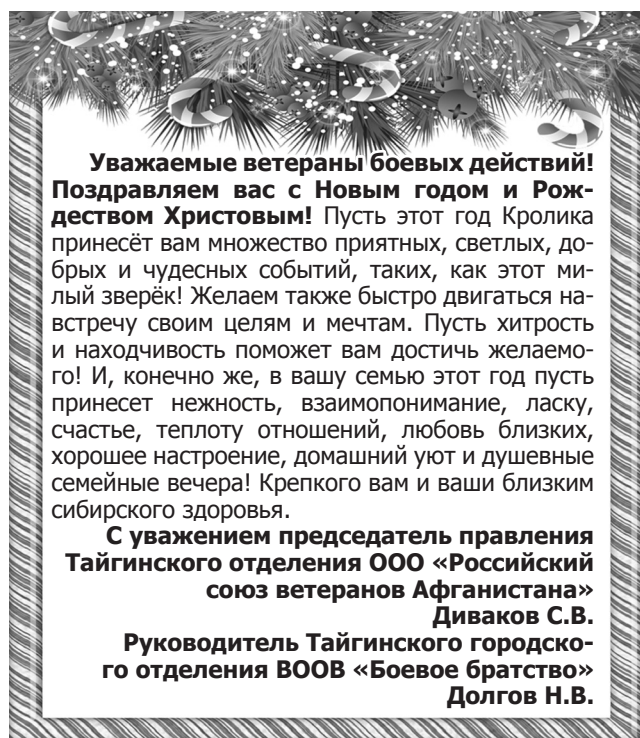 Уважаемые ветераны боевых действий!
Поздравляем вас с Новым годом и Рож-
деством Христовым! Пусть этот год Кролика
принесёт вам множество приятных, светлых, до-
брых и чудесных событий, таких, как этот ми-
лый зверёк! Желаем также быстро двигаться на-
встречу своим целям и мечтам. Пусть хитрость
и находчивость поможет вам достичь желаемо-
го! И, конечно же, в вашу семью этот год пусть
принесет нежность, взаимопонимание, ласку,
счастье, теплоту отношений, любовь близких,
хорошее настроение, домашний уют и душевные
семейные вечера! Крепкого вам и ваши близким
сибирского здоровья.
С уважением председатель правления
Тайгинского отделения ООО «Российский
союз ветеранов Афганистана»
Диваков С.В.
Руководитель Тайгинского городско-
го отделения ВООВ «Боевое братство»
Долгов Н.В.